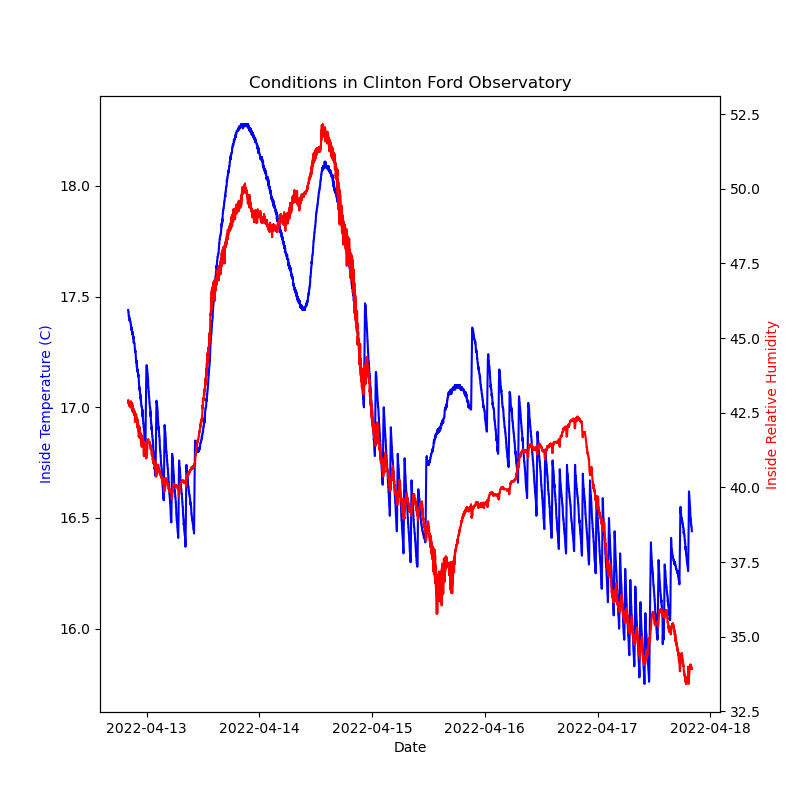 Conditions in Clinton Ford Observatory
18.0
17.5
17.0
16.5
16.0
Inside Temperature (C)
52.5
50.0
47.5
45.0
42.5
40.0
37.5
35.0
32.5
Inside Relative Humidity
2022-04-13 2022-04-14 2022-04-15 2022-04-16 2022-04-17 2022-04-18
Date